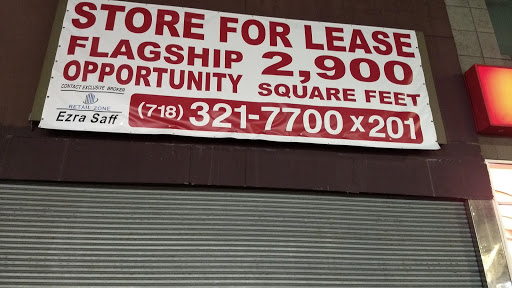 STORE FOR LEASE
FLAGSHIP 2,900
OPPORTUNITY SQUARE FEET
CONTACT EXCLUSIVE BROKER
RETAIL ZONE
Ezra Saff
(718) 321-7700 x201